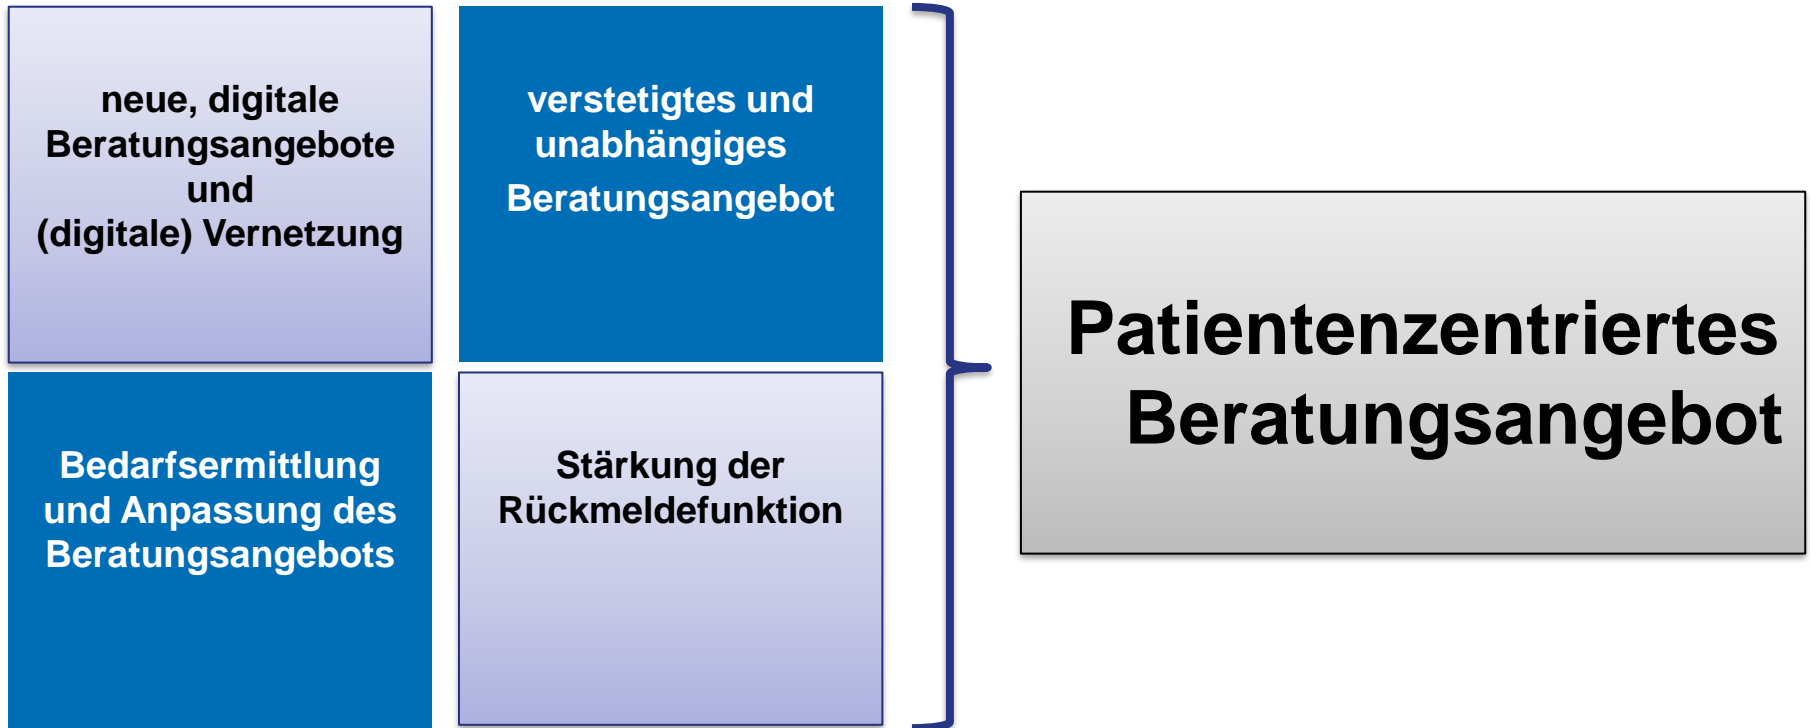 neue, digitale
Beratungsangebote
und
(digitale) Vernetzung
verstetigtes und
unabhängiges
Beratungsangebot
Bedarfsermittlung
und Anpassung des
Beratungsangebots
Stärkung der
Rückmeldefunktion
Patientenzentriertes
Beratungsangebot